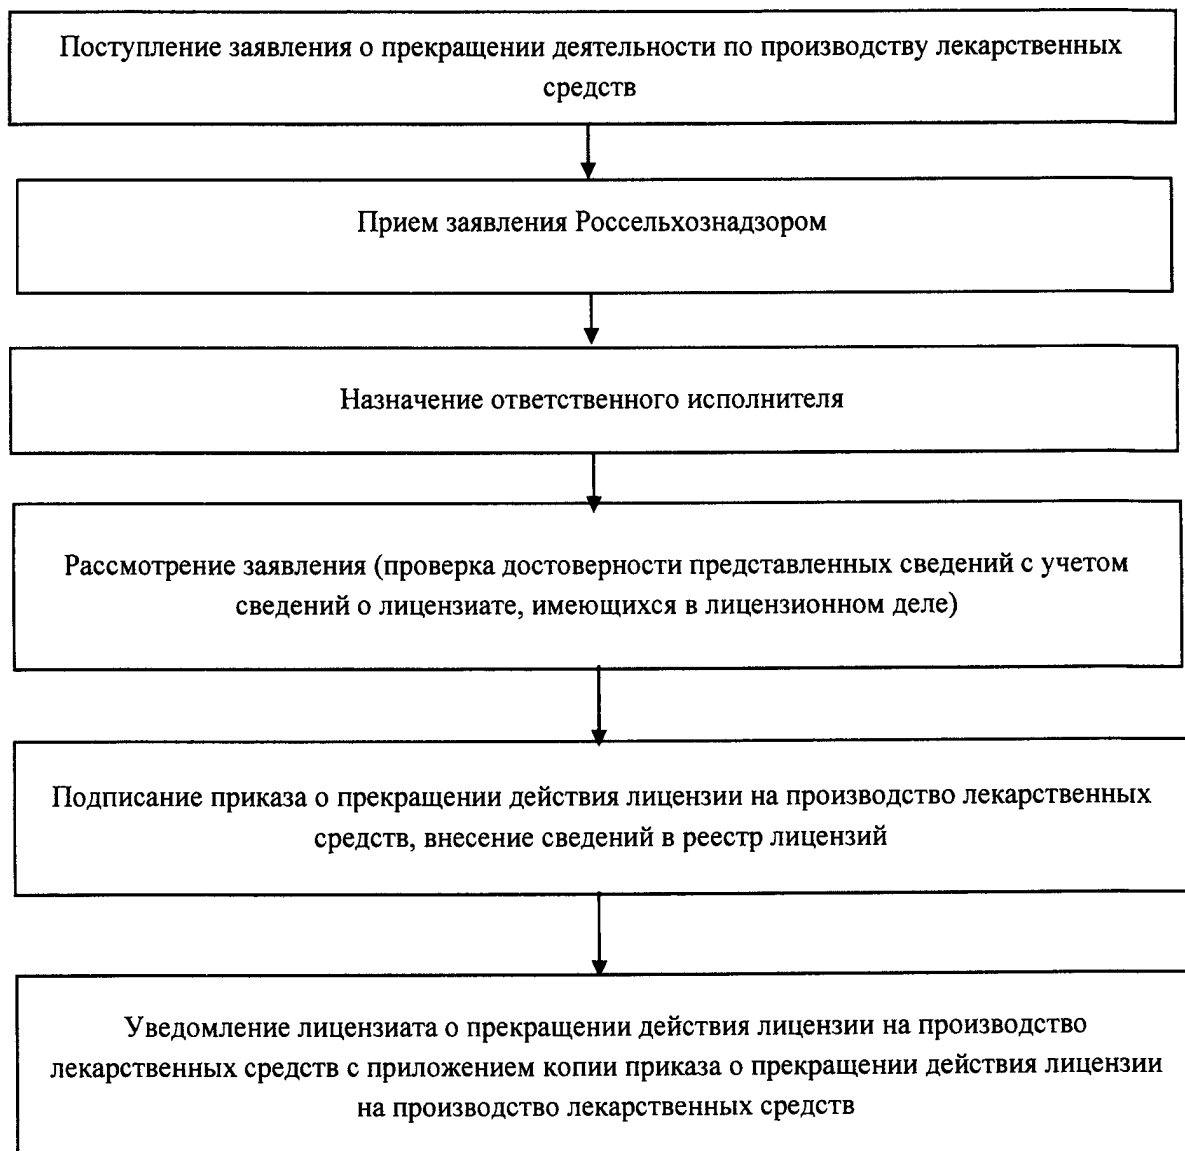 Поступление заявления о прекращении деятельности по производству лекарственных
средств
Прием заявления Россельхознадзором
Назначение ответственного исполнителя
Рассмотрение заявления (проверка достоверности представленных сведений с учетом
сведений о лицензиате, имеющихся в лицензионном деле)
Подписание приказа о прекращении действия лицензии на производство лекарственных
средств, внесение сведений в реестр лицензий
Уведомление лицензиата о прекращении действия лицензии на производство
лекарственных средств с приложением копии приказа о прекращении действия лицензии
на производство лекарственных средств